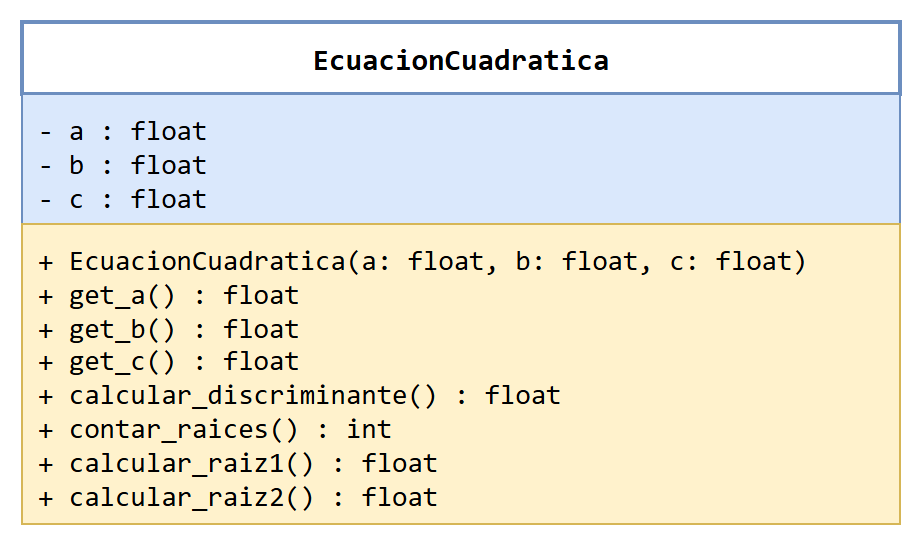 EcuacionCuadratica
- a : float
- b : float
- c : float
+ EcuacionCuadratica(a: float, b: float, c: float)
+ get_a() : float
+ get_b() : float
+ get_c() : float
+ calcular_discriminante() : float
+ contar_raices() : int
+ calcular_raiz1() : float
+ calcular_raiz2() : float